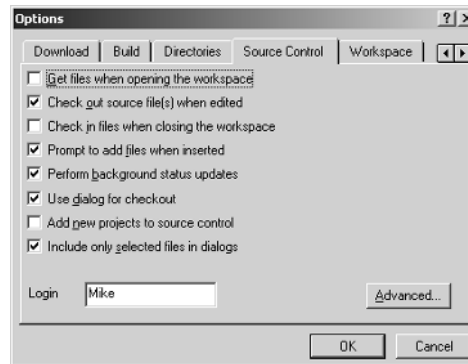 Options
Download Build Directories Source Control Workspace
Get files when opening the workspace
Check out source file(s) when edited
Check in files when closing the workspace
Prompt to add files when inserted
Perform background status updates
Use dialog for checkout
Add new projects to source control
Include only selected files in dialogs
Login Mike Advanced...
OK Cancel